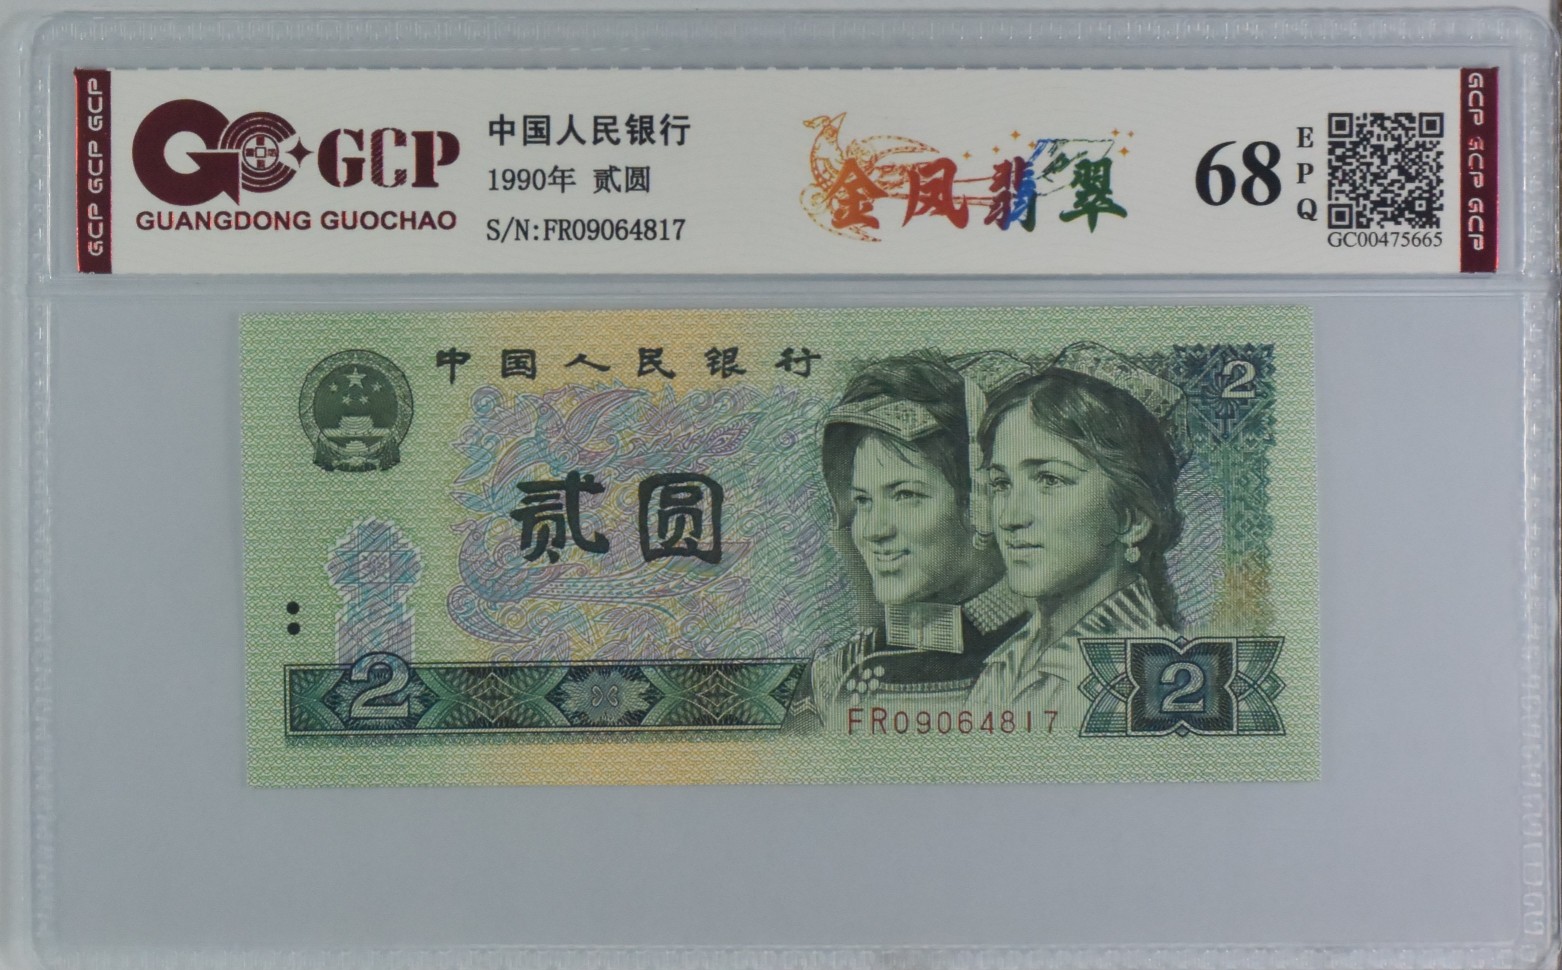 GCP GCP GCP
GCP
GUANGDONG GUOCHAO
中国人民银行
1990年 贰圆
S/N:FR09064817
金凤翡翠
68
EPQ
GC00475665
GCP GCP GCP
中国人民银行
2
贰圆
2
2
FR09064817